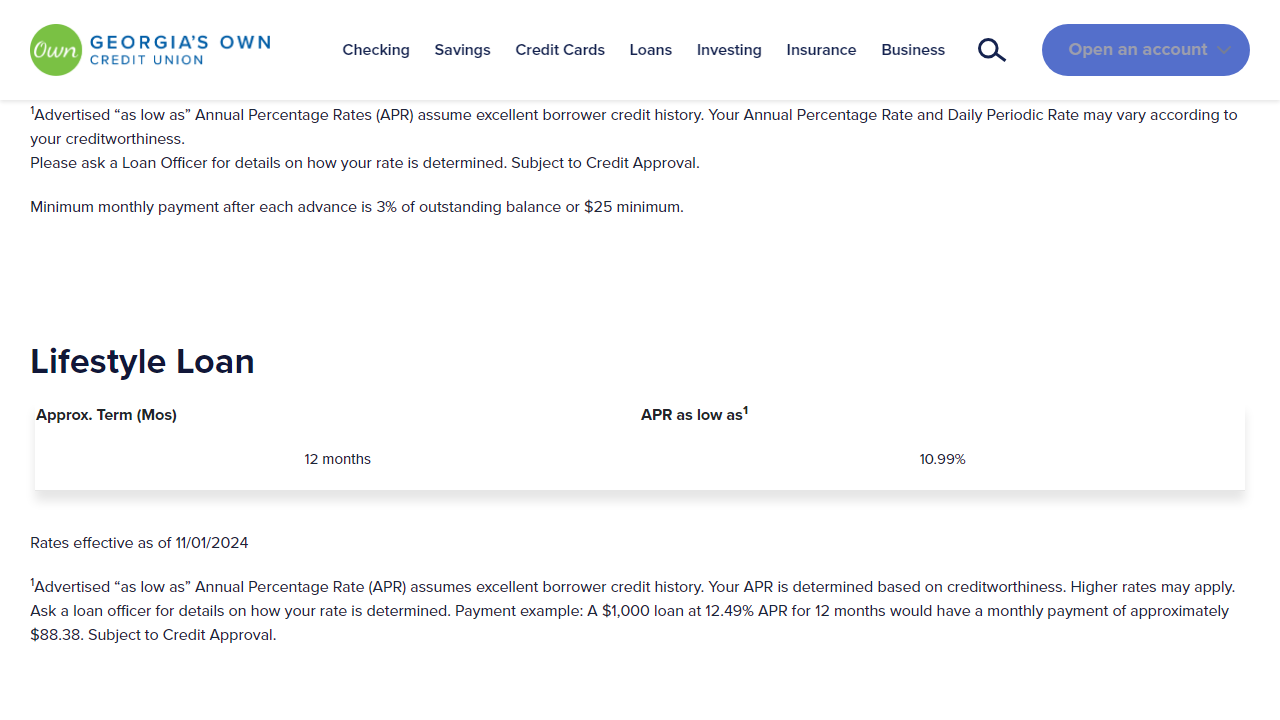 Own GEORGIA'S OWN
CREDIT UNION
Checking Savings Credit Cards Loans Investing Insurance Business Open an account
¹Advertised “as low as” Annual Percentage Rates (APR) assume excellent borrower credit history. Your Annual Percentage Rate and Daily Periodic Rate may vary according to
your creditworthiness.
Please ask a Loan Officer for details on how your rate is determined. Subject to Credit Approval.
Minimum monthly payment after each advance is 3% of outstanding balance or $25 minimum.
Lifestyle Loan
Approx. Term (Mos) APR as low as¹
12 months 10.99%
Rates effective as of 11/01/2024
¹Advertised “as low as” Annual Percentage Rate (APR) assumes excellent borrower credit history. Your APR is determined based on creditworthiness. Higher rates may apply.
Ask a loan officer for details on how your rate is determined. Payment example: A $1,000 loan at 12.49% APR for 12 months would have a monthly payment of approximately
$88.38. Subject to Credit Approval.